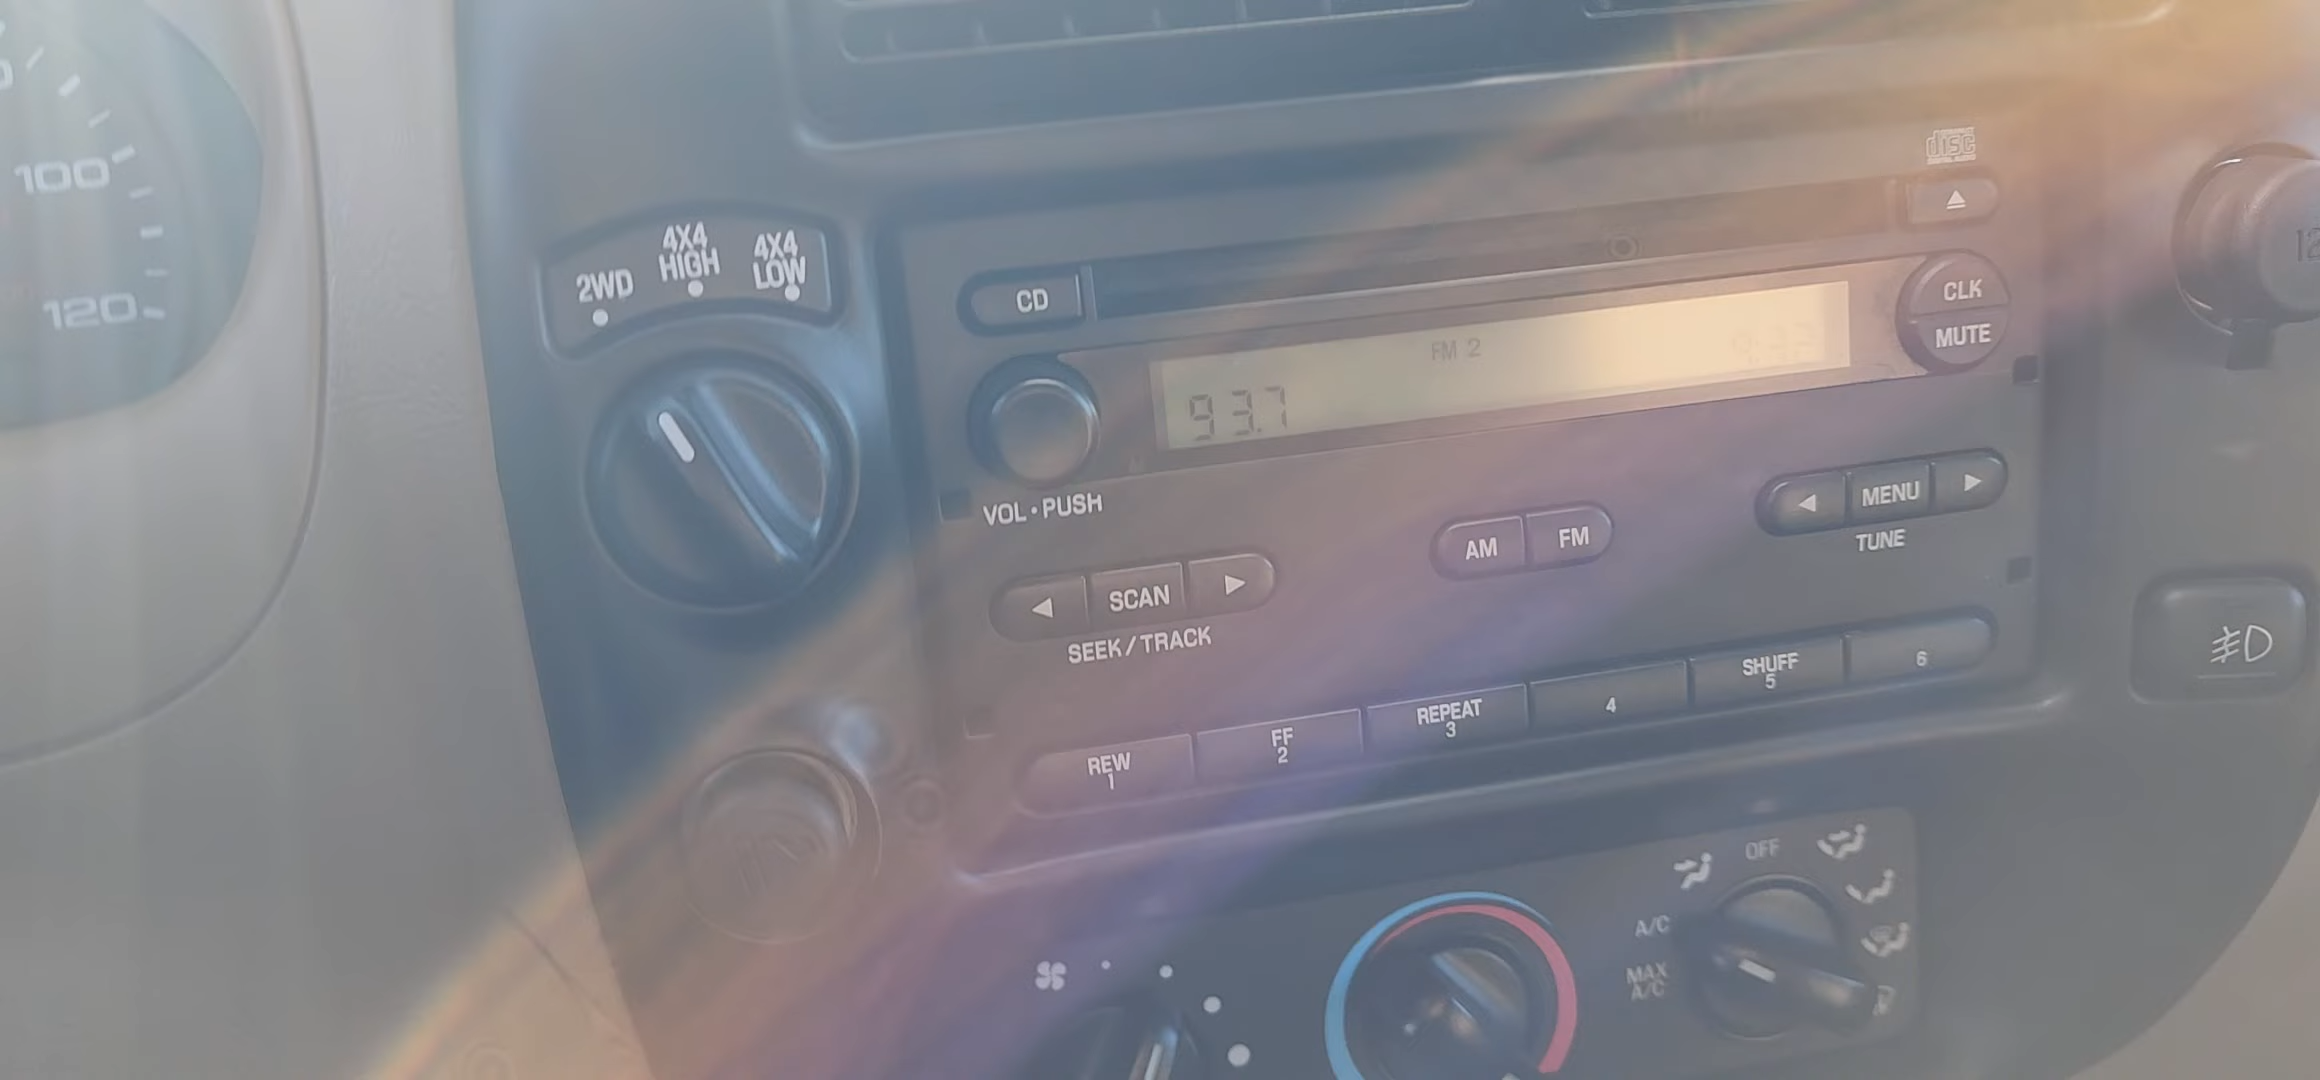 100
120
2WD
4X4
HIGH
4X4
LOW
disc
CD
CLK
MUTE
FM 2
93.7
VOL•PUSH
◀ MENU ▶
TUNE
AM FM
◀ SCAN ▶
SEEK/TRACK
REW
1
FF
2
REPEAT
3
4
SHUFF
5
6
OFF
A/C
MAX
A/C